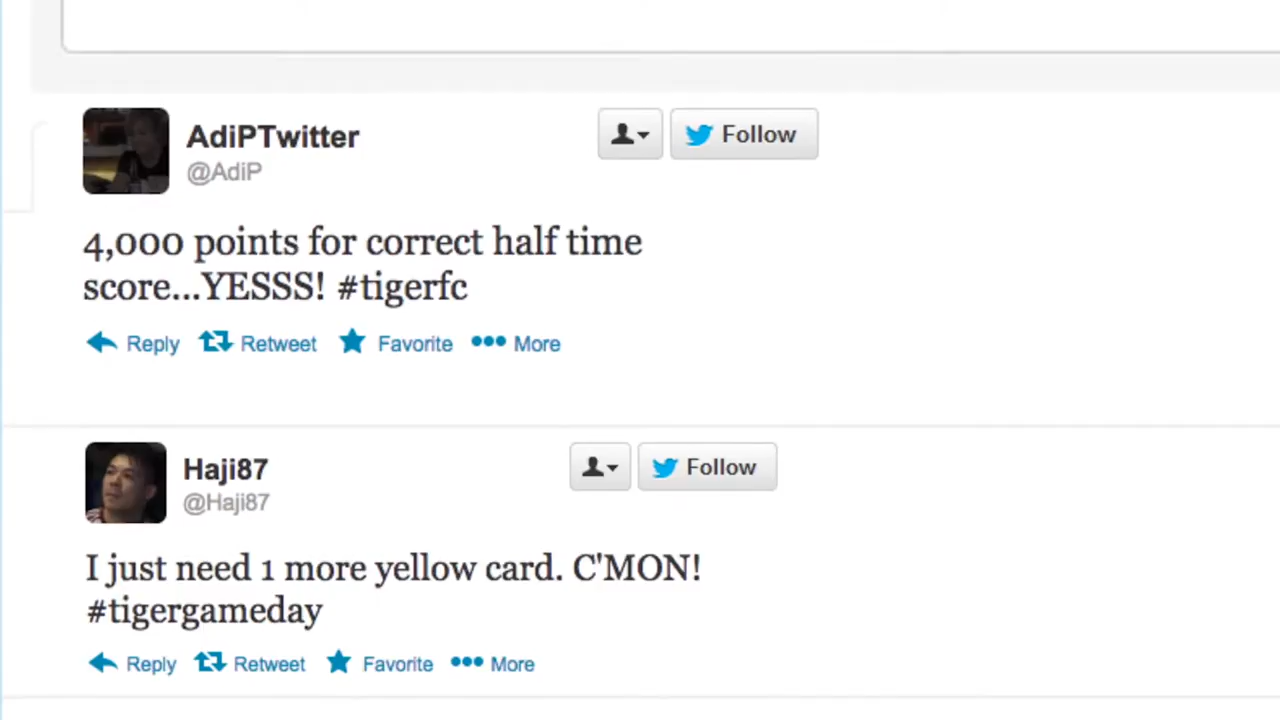 AdiPTwitter
Follow
@AdiP
4,000 points for correct half time
score...YESSS! #tigerfc
Reply Retweet Favorite More
Haji87
Follow
@Haji87
I just need 1 more yellow card. C'MON!
#tigergameday
Reply Retweet Favorite More